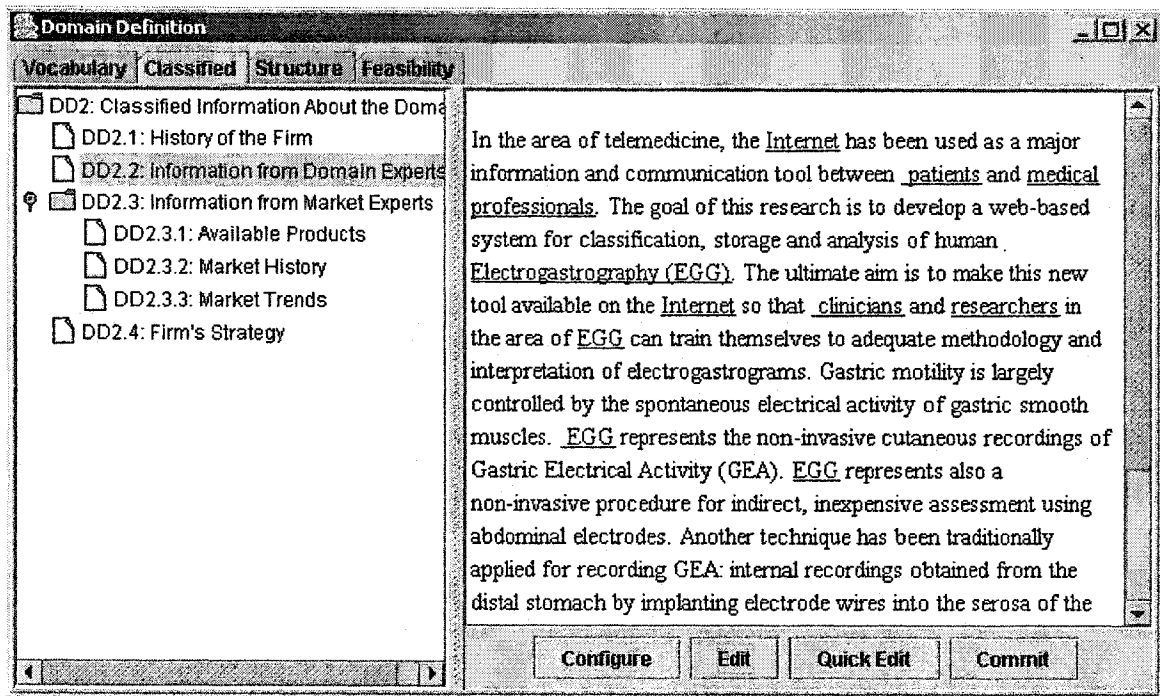 Domain Definition
Vocabulary Classified Structure Feasibility
DD2: Classified Information About the Doma
DD2.1: History of the Firm
DD2.2: Information from Domain Experts
DD2.3: Information from Market Experts
DD2.3.1: Available Products
DD2.3.2: Market History
DD2.3.3: Market Trends
DD2.4: Firm's Strategy
In the area of telemedicine, the Internet has been used as a major
information and communication tool between patients and medical
professionals. The goal of this research is to develop a web-based
system for classification, storage and analysis of human
Electrogastrography (EGG). The ultimate aim is to make this new
tool available on the Internet so that clinicians and researchers in
the area of EGG can train themselves to adequate methodology and
interpretation of electrogastrograms. Gastric motility is largely
controlled by the spontaneous electrical activity of gastric smooth
muscles. EGG represents the non-invasive cutaneous recordings of
Gastric Electrical Activity (GEA). EGG represents also a
non-invasive procedure for indirect, inexpensive assessment using
abdominal electrodes. Another technique has been traditionally
applied for recording GEA: internal recordings obtained from the
distal stomach by implanting electrode wires into the serosa of the
Configure Edit Quick Edit Commit